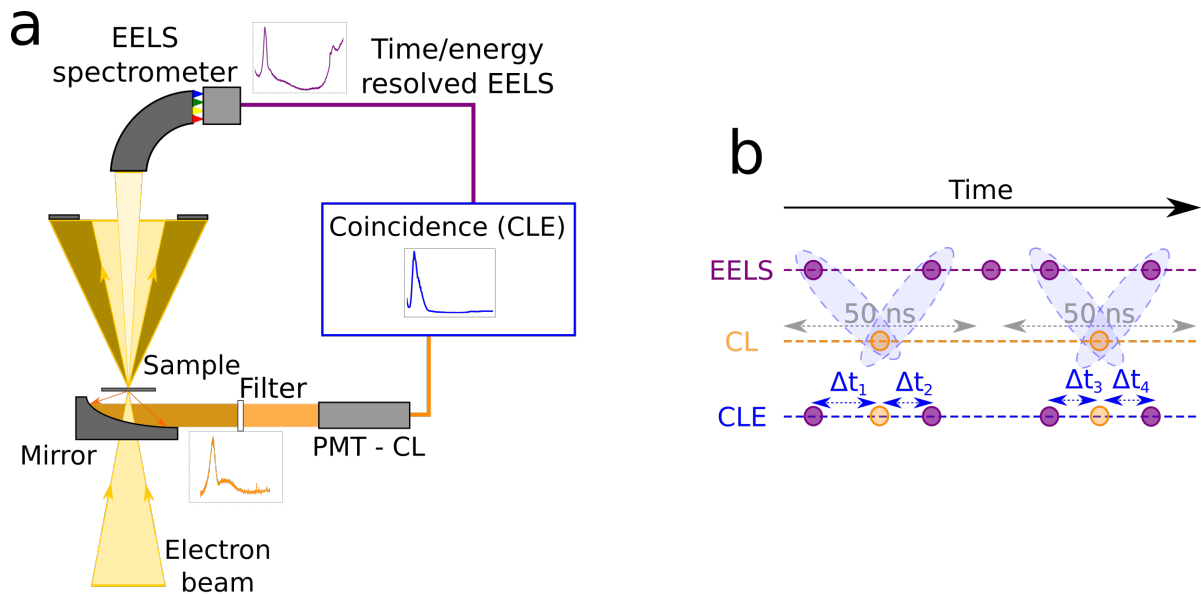 a
EELS
spectrometer
Time/energy
resolved EELS
Coincidence (CLE)
Sample
Filter
Mirror
PMT - CL
Electron
beam
b
Time
EELS
50 ns
50 ns
CL
Δt₁
Δt₂
Δt₃
Δt₄
CLE